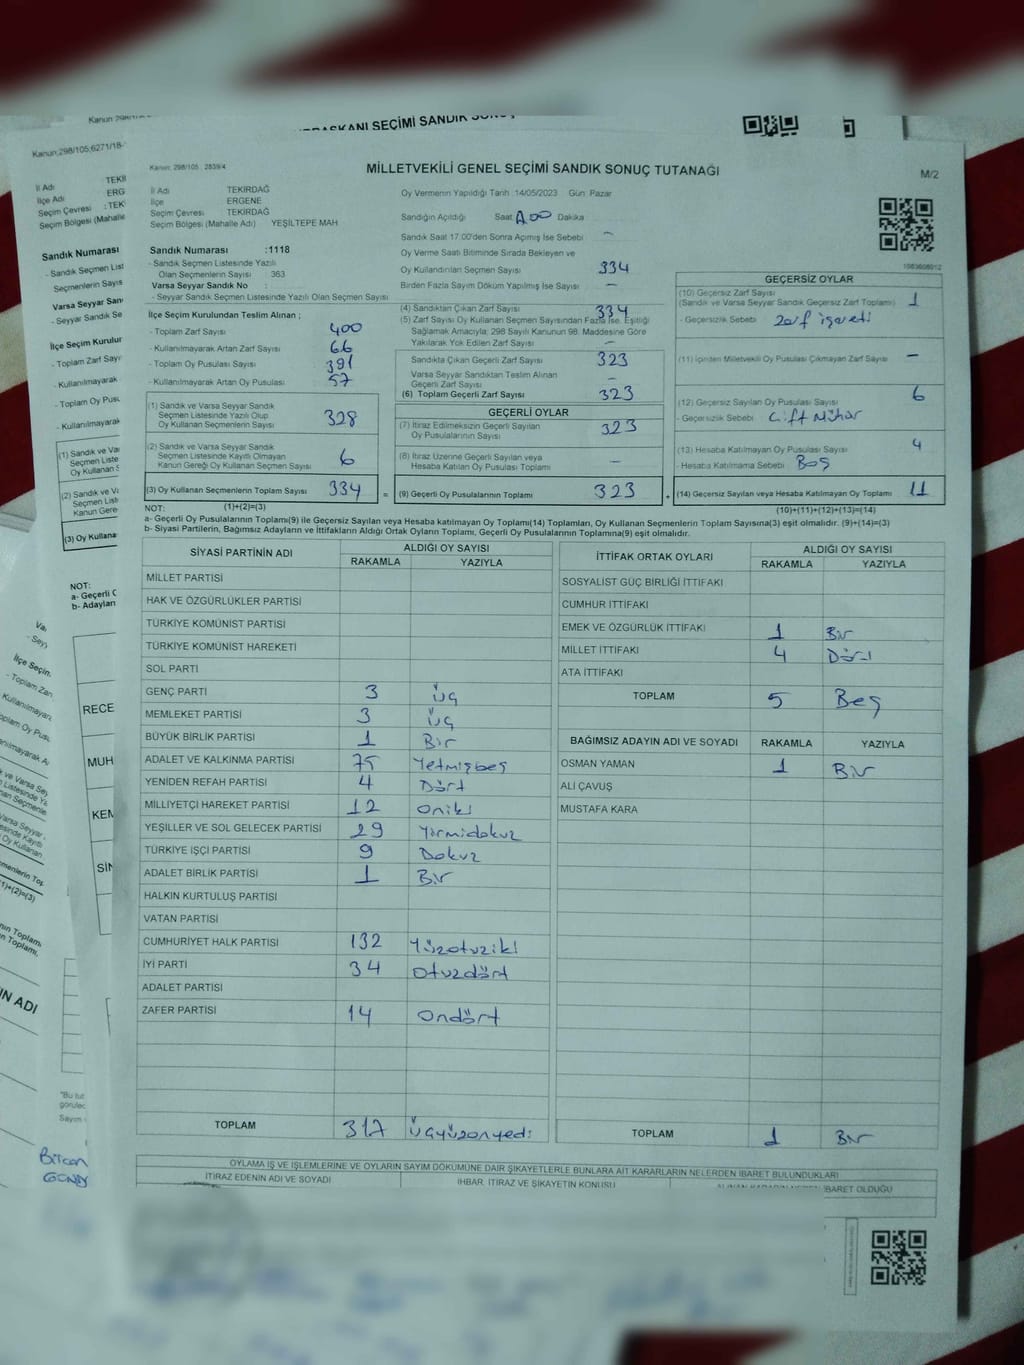 Kanun: 298/105, 2839/4
MİLLETVEKİLİ GENEL SEÇİMİ SANDIK SONUÇ TUTANAĞI
M/2
İl Adı TEKİRDAĞ
İlçe ERGENE
Seçim Çevresi TEKİRDAĞ
Seçim Bölgesi (Mahalle Adı) YEŞİLTEPE MAH
Sandık Numarası :1118
- Sandık Seçmen Listesinde Yazılı
Olan Seçmenlerin Sayısı : 363
Varsa Seyyar Sandık No
- Seyyar Sandık Seçmen Listesinde Yazılı Olan Seçmen Sayısı
İlçe Seçim Kurulundan Teslim Alınan ;
- Toplam Zarf Sayısı 400
- Kullanılmayarak Artan Zarf Sayısı 66
- Toplam Oy Pusulası Sayısı 391
- Kullanılmayarak Artan Oy Pusulası 57
(1) Sandık ve Varsa Seyyar Sandık
Seçmen Listesinde Yazılı Olup
Oy Kullanan Seçmenlerin Sayısı 328
(2) Sandık ve Varsa Seyyar Sandık
Seçmen Listesinde Kayıtlı Olmayan
Kanun Gereği Oy Kullanan Seçmen Sayısı 6
(3) Oy Kullanan Seçmenlerin Toplam Sayısı 334
(1)+(2)=(3)
Oy Vermenin Yapıldığı Tarih :14/05/2023 Gün Pazar
Sandığın Açıldığı Saat Dakika
Sandık Saat 17.00'den Sonra Açılmış İse Sebebi –
Oy Verme Saati Bitiminde Sırada Bekleyen ve
Oy Kullandırılan Seçmen Sayısı 334
Birden Fazla Sayım Döküm Yapılmış İse Sayısı –
(4) Sandıktan Çıkan Zarf Sayısı 334
(5) Zarf Sayısı Oy Kullanan Seçmen Sayısından Fazla İse, Eşitliği
Sağlamak Amacıyla; 298 Sayılı Kanunun 98. Maddesine Göre
Yakılarak Yok Edilen Zarf Sayısı –
Sandıkta Çıkan Geçerli Zarf Sayısı 323
Varsa Seyyar Sandıktan Teslim Alınan
Geçerli Zarf Sayısı –
(6) Toplam Geçerli Zarf Sayısı 323
GEÇERLİ OYLAR
(7) İtiraz Edilmeksizin Geçerli Sayılan
Oy Pusulalarının Sayısı 323
(8) İtiraz Üzerine Geçerli Sayılan veya
Hesaba Katılan Oy Pusulası Toplamı –
= (9) Geçerli Oy Pusulalarının Toplamı 323 +
GEÇERSİZ OYLAR
(10) Geçersiz Zarf Sayısı
(Sandık ve Varsa Seyyar Sandık Geçersiz Zarf Toplamı) 1
- Geçersizlik Sebebi Zarf işareti
(11) İçinden Milletvekili Oy Pusulası Çıkmayan Zarf Sayısı –
(12) Geçersiz Sayılan Oy Pusulası Sayısı 6
- Geçersizlik Sebebi Çift Mühür
(13) Hesaba Katılmayan Oy Pusulası Sayısı 4
- Hesaba Katılmama Sebebi Boş
(14) Geçersiz Sayılan veya Hesaba Katılmayan Oy Toplamı 11
(10)+(11)+(12)+(13)=(14)
NOT:
a- Geçerli Oy Pusulalarının Toplamı(9) ile Geçersiz Sayılan veya Hesaba katılmayan Oy Toplamı(14) Toplamları, Oy Kullanan Seçmenlerin Toplam Sayısına(3) eşit olmalıdır. (9)+(14)=(3)
b- Siyasi Partilerin, Bağımsız Adayların ve İttifakların Aldığı Ortak Oyların Toplamı, Geçerli Oy Pusulalarının Toplamına(9) eşit olmalıdır.
SİYASİ PARTİNİN ADI ALDIĞI OY SAYISI
RAKAMLA YAZIYLA
MİLLET PARTİSİ
HAK VE ÖZGÜRLÜKLER PARTİSİ
TÜRKİYE KOMÜNİST PARTİSİ
TÜRKİYE KOMÜNİST HAREKETİ
SOL PARTİ
GENÇ PARTİ 3 Üç
MEMLEKET PARTİSİ 3 Üç
BÜYÜK BİRLİK PARTİSİ 1 Bir
ADALET VE KALKINMA PARTİSİ 75 Yetmişbeş
YENİDEN REFAH PARTİSİ 4 Dört
MİLLİYETÇİ HAREKET PARTİSİ 12 Oniki
YEŞİLLER VE SOL GELECEK PARTİSİ 29 Yirmidokuz
TÜRKİYE İŞÇİ PARTİSİ 9 Dokuz
ADALET BİRLİK PARTİSİ 1 Bir
HALKIN KURTULUŞ PARTİSİ
VATAN PARTİSİ
CUMHURİYET HALK PARTİSİ 132 Yüzotuziki
İYİ PARTİ 34 Otuzdört
ADALET PARTİSİ
ZAFER PARTİSİ 14 Ondört
TOPLAM 317 Üçyüzonyedi
İTTİFAK ORTAK OYLARI ALDIĞI OY SAYISI
RAKAMLA YAZIYLA
SOSYALİST GÜÇ BİRLİĞİ İTTİFAKI
CUMHUR İTTİFAKI
EMEK VE ÖZGÜRLÜK İTTİFAKI 1 Bir
MİLLET İTTİFAKI 4 Dört
ATA İTTİFAKI
TOPLAM 5 Beş
BAĞIMSIZ ADAYIN ADI VE SOYADI RAKAMLA YAZIYLA
OSMAN YAMAN 1 Bir
ALİ ÇAVUŞ
MUSTAFA KARA
TOPLAM 1 Bir
OYLAMA İŞ VE İŞLEMLERİNE VE OYLARIN SAYIM DÖKÜMÜNE DAİR ŞİKAYETLERLE BUNLARA AİT KARARLARIN NELERDEN İBARET BULUNDUKLARI
İTİRAZ EDENİN ADI VE SOYADI İHBAR, İTİRAZ VE ŞİKAYETİN KONUSU